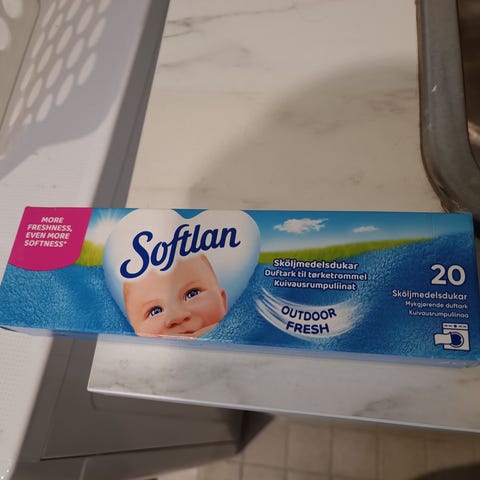 MORE
FRESHNESS,
EVEN MORE
SOFTNESS*
Softlan
Sköljmedelsdukar
Duftark til tørketrommel
Kuivausrumpuliinat
OUTDOOR
FRESH
20
Sköljmedelsdukar
Mykgjørende duftark
Kuivausrumpuliinaa